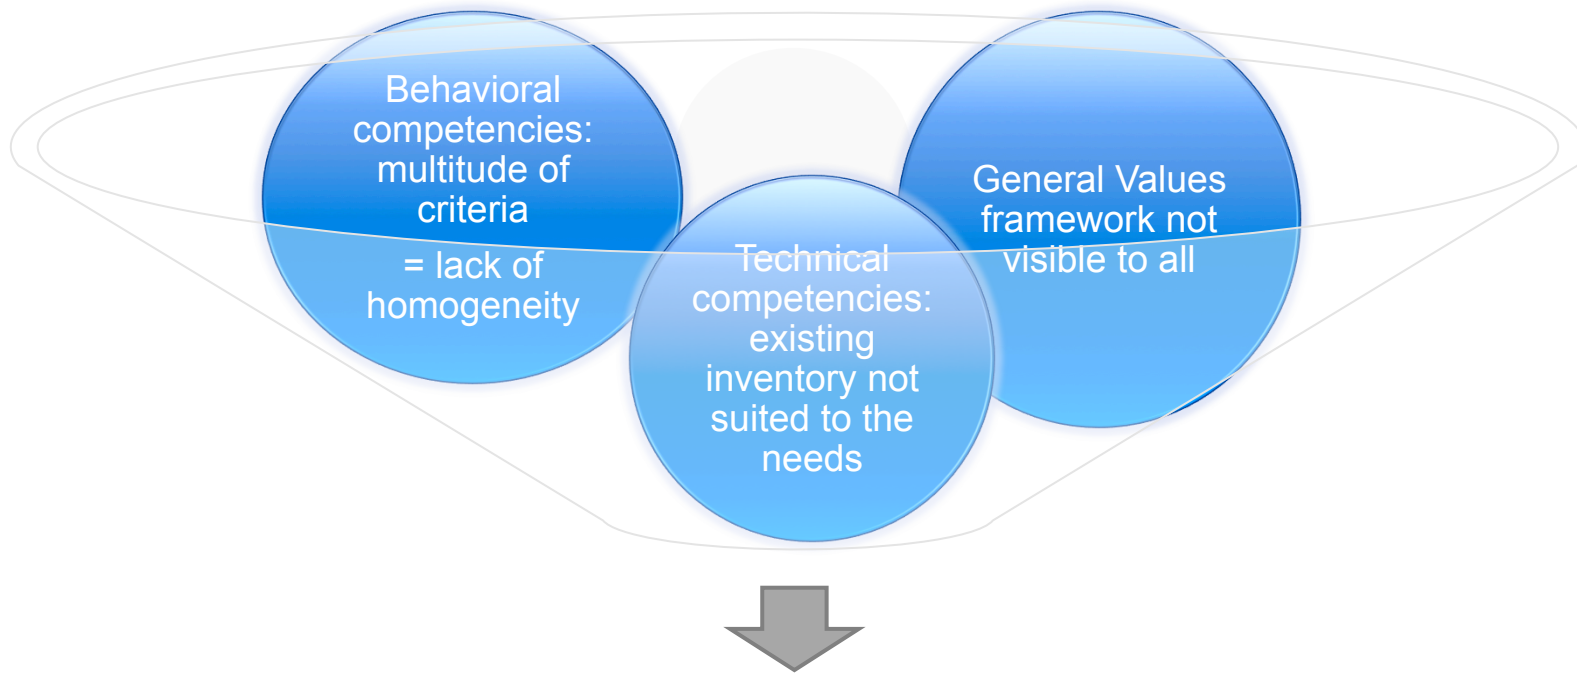 Behavioral
competencies:
multitude of
criteria
= lack of
homogeneity
Technical
competencies:
existing
inventory not
suited to the
needs
General Values
framework not
visible to all